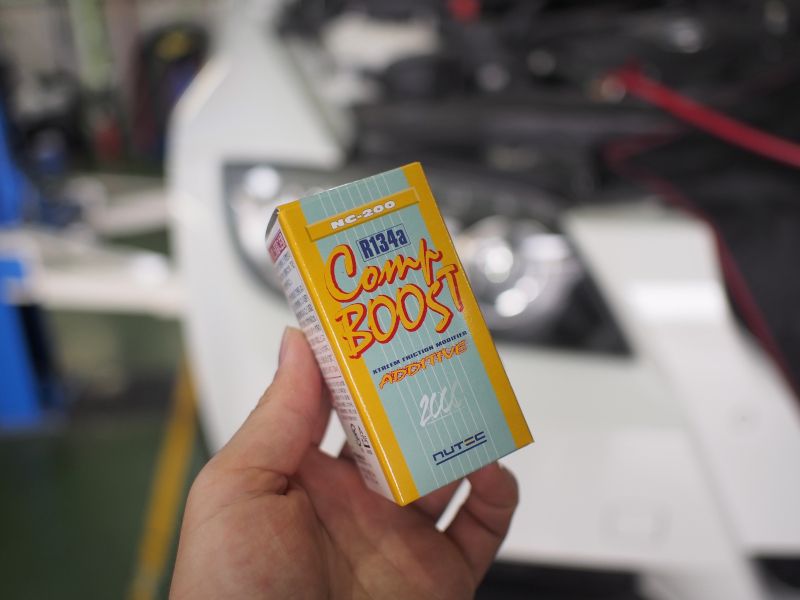 NC-200
R134a
Comp
BOOST
XTREEM FRICTION MODIFIER
ADDITIVE
2000
NUTEC